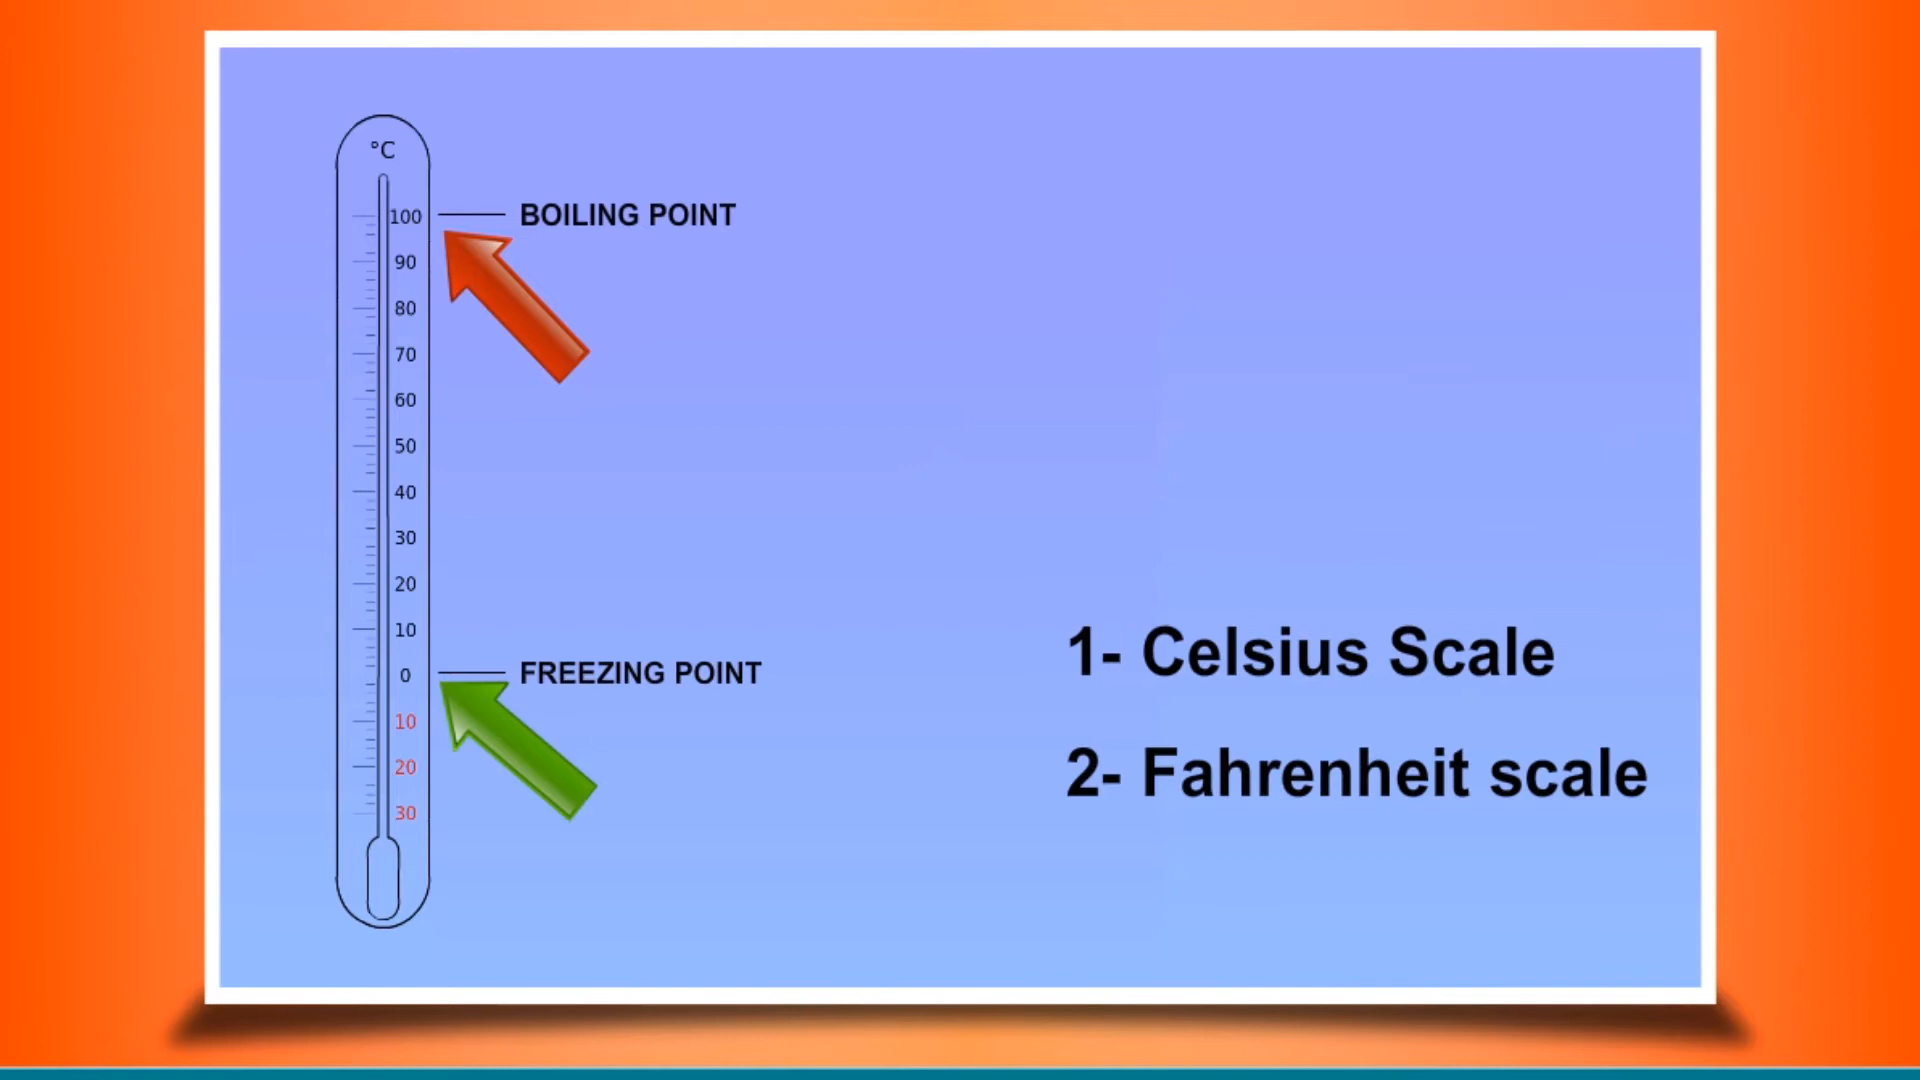 °C
100
BOILING POINT
90
80
70
60
50
40
30
20
10
0
FREEZING POINT
10
20
30
1- Celsius Scale
2- Fahrenheit scale